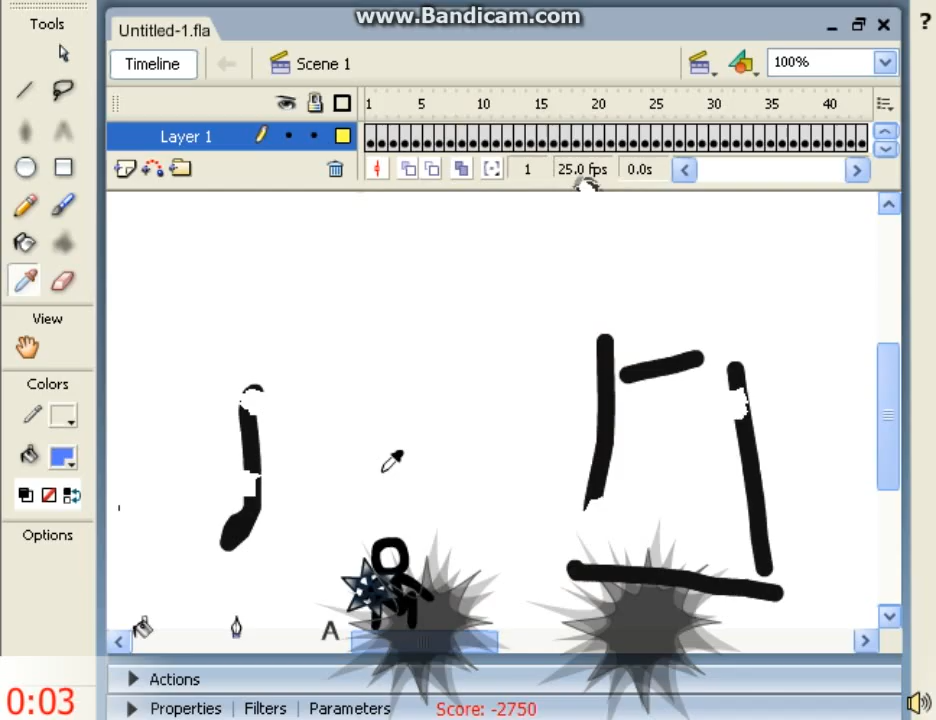 www.Bandicam.com
Tools
Untitled-1.fla
?
Timeline
Scene 1
100%
1 5 10 15 20 25 30 35 40
Layer 1
1 25.0 fps 0.0s
View
Colors
Options
A
Actions
0:03
Properties Filters Parameters Score: -2750